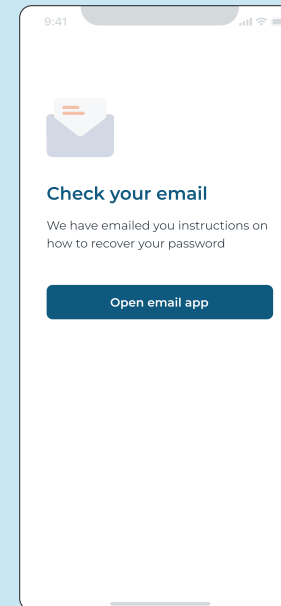 9:41
Check your email
We have emailed you instructions on
how to recover your password
Open email app